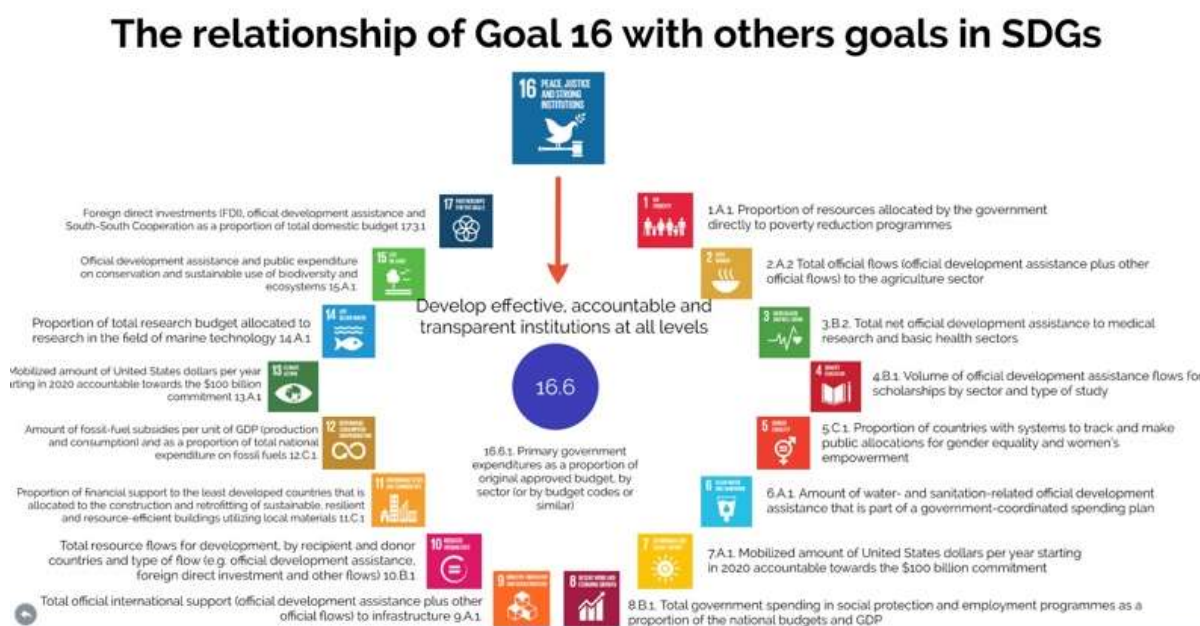 The relationship of Goal 16 with others goals in SDGs
16 PEACE JUSTICE
AND STRONG
INSTITUTIONS
17
Foreign direct investments (FDI), official development assistance and
South-South Cooperation as a proportion of total domestic budget 17.3.1
15
Official development assistance and public expenditure
on conservation and sustainable use of biodiversity and
ecosystems 15.A.1
14
Proportion of total research budget allocated to
research in the field of marine technology 14.A.1
13
Mobilized amount of United States dollars per year
rting in 2020 accountable towards the $100 billion
commitment 13.A.1
12
Amount of fossil-fuel subsidies per unit of GDP (production
and consumption) and as a proportion of total national
expenditure on fossil fuels 12.C.1
11
Proportion of financial support to the least developed countries that is
allocated to the construction and retrofitting of sustainable, resilient
and resource-efficient buildings utilizing local materials 11.C.1
10
Total resource flows for development, by recipient and donor
countries and type of flow (e.g. official development assistance,
foreign direct investment and other flows) 10.B.1
9
Total official international support (official development assistance plus other
official flows) to infrastructure 9.A.1
Develop effective, accountable and
transparent institutions at all levels
16.6
16.6.1. Primary government
expenditures as a proportion of
original approved budget, by
sector (or by budget codes or
similar)
1
1.A.1. Proportion of resources allocated by the government
directly to poverty reduction programmes
2
2.A.2 Total official flows (official development assistance plus other
official flows) to the agriculture sector
3
3.B.2. Total net official development assistance to medical
research and basic health sectors
4
4.B.1. Volume of official development assistance flows for
scholarships by sector and type of study
5
5.C.1. Proportion of countries with systems to track and make
public allocations for gender equality and women's
empowerment
6
6.A.1. Amount of water- and sanitation-related official development
assistance that is part of a government-coordinated spending plan
7
7.A.1. Mobilized amount of United States dollars per year starting
in 2020 accountable towards the $100 billion commitment
8
8.B.1. Total government spending in social protection and employment programmes as a
proportion of the national budgets and GDP